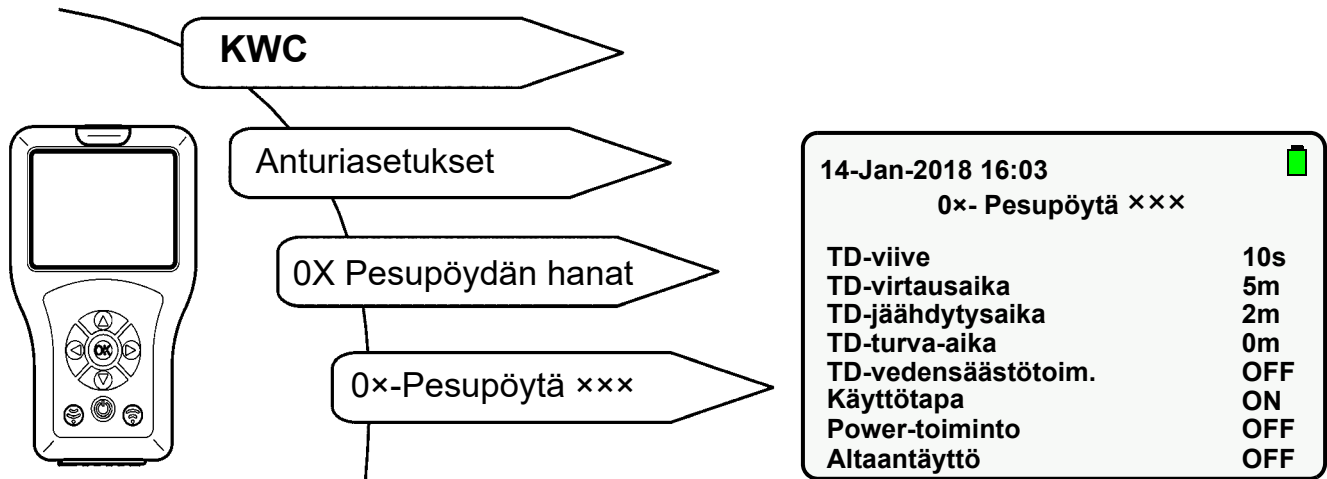 KWC
Anturiasetukset
0X Pesupöydän hanat
0×-Pesupöytä ×××
OK
14-Jan-2018 16:03
0×- Pesupöytä ×××
TD-viive 10s
TD-virtausaika 5m
TD-jäähdytysaika 2m
TD-turva-aika 0m
TD-vedensäästötoim. OFF
Käyttötapa ON
Power-toiminto OFF
Altaantäyttö OFF